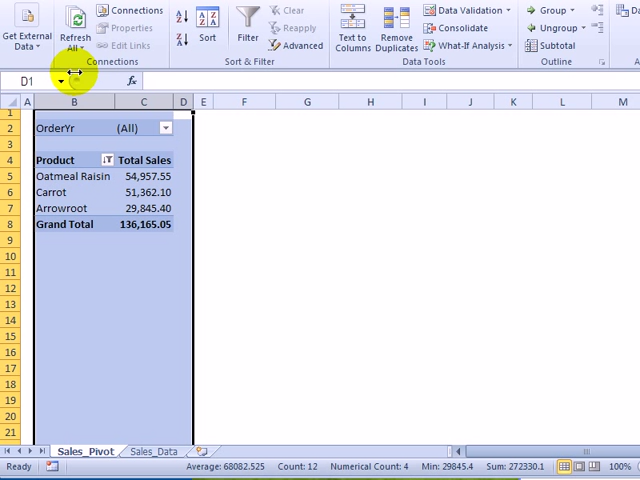 Get External
Data
Refresh
All
Connections
Properties
Edit Links
Connections
Sort
Filter
Clear
Reapply
Advanced
Sort & Filter
Text to
Columns
Remove
Duplicates
Data Validation
Consolidate
What-If Analysis
Data Tools
Group
Ungroup
Subtotal
Outline
Da
D1
fx
A B C D E F G H I J K L M
1
2 OrderYr (All)
3
4 Product Total Sales
5 Oatmeal Raisin 54,957.55
6 Carrot 51,362.10
7 Arrowroot 29,845.40
8 Grand Total 136,165.05
9
10
11
12
13
14
15
16
17
18
19
20
21
Sales_Pivot Sales_Data
Ready Average: 68082.525 Count: 12 Numerical Count: 4 Min: 29845.4 Sum: 272330.1 100%